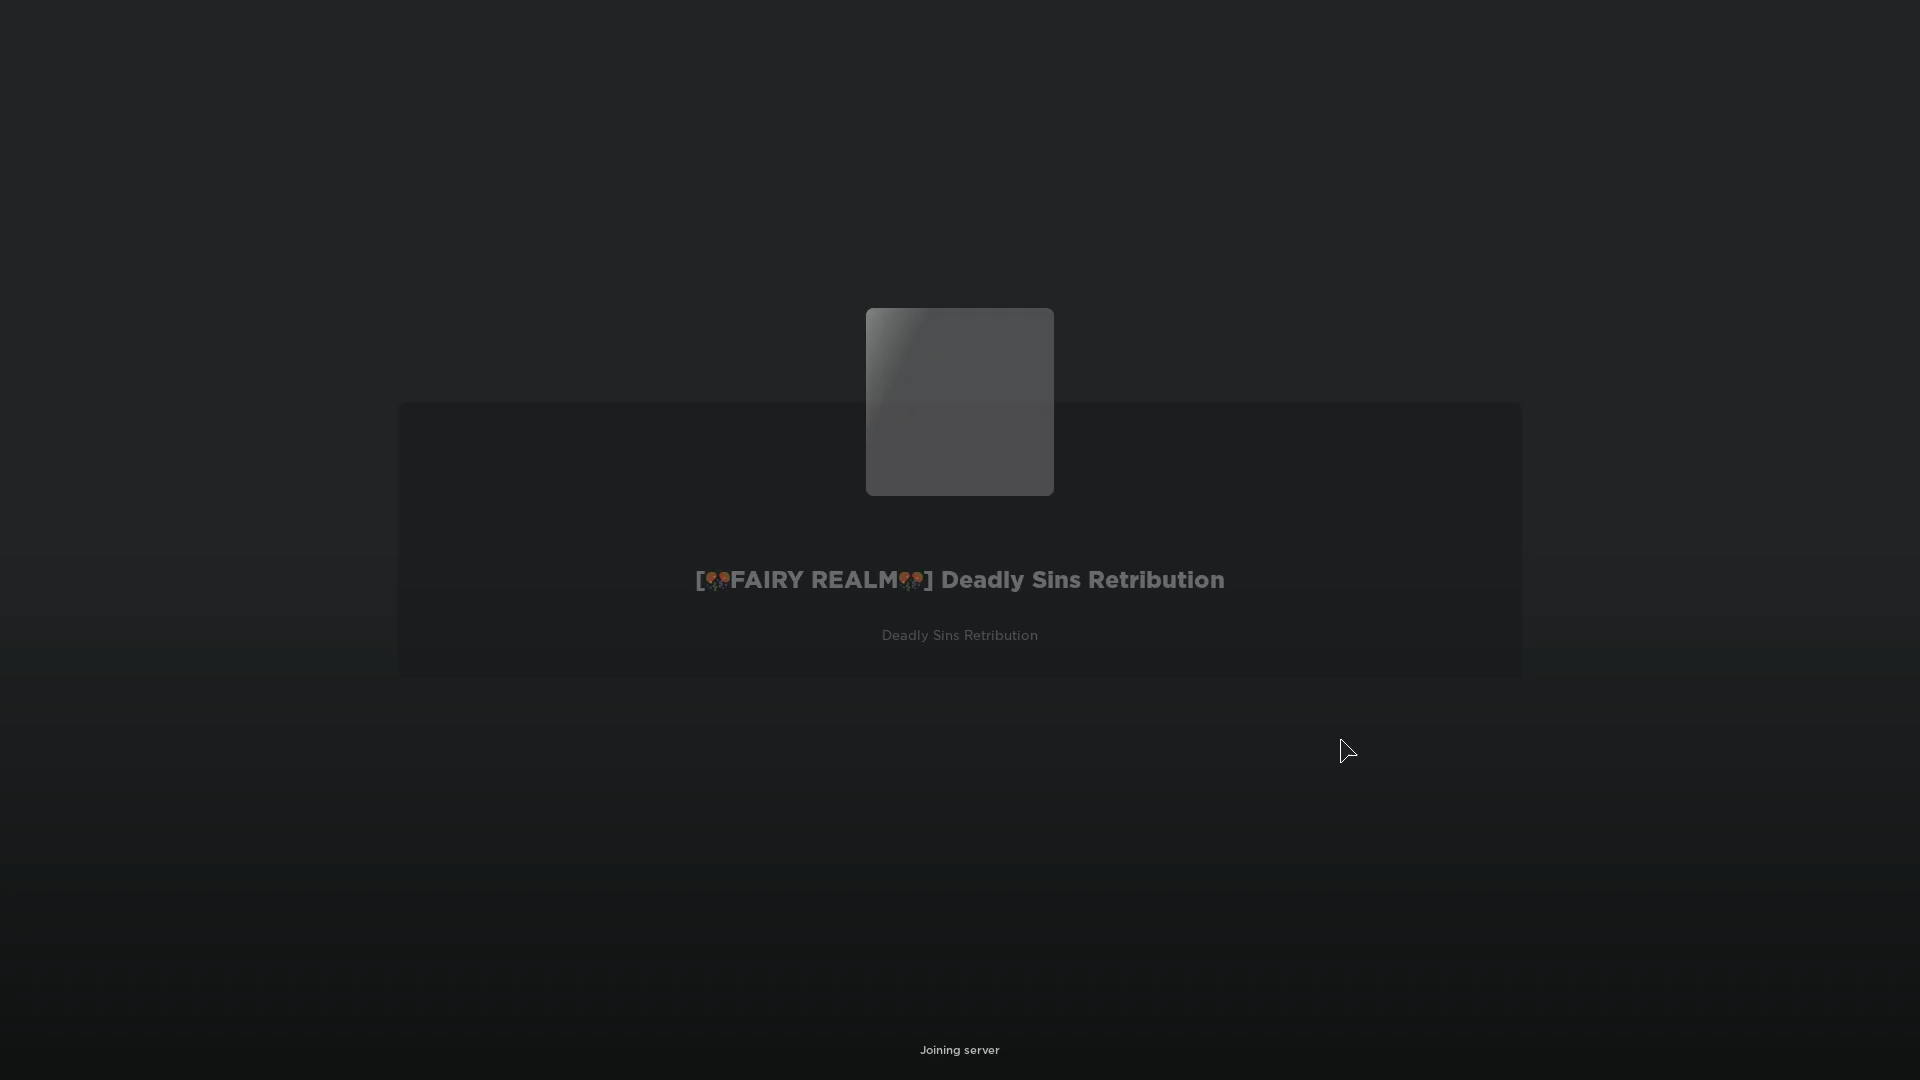 [🦋FAIRY REALM🦋] Deadly Sins Retribution
Deadly Sins Retribution
Joining server